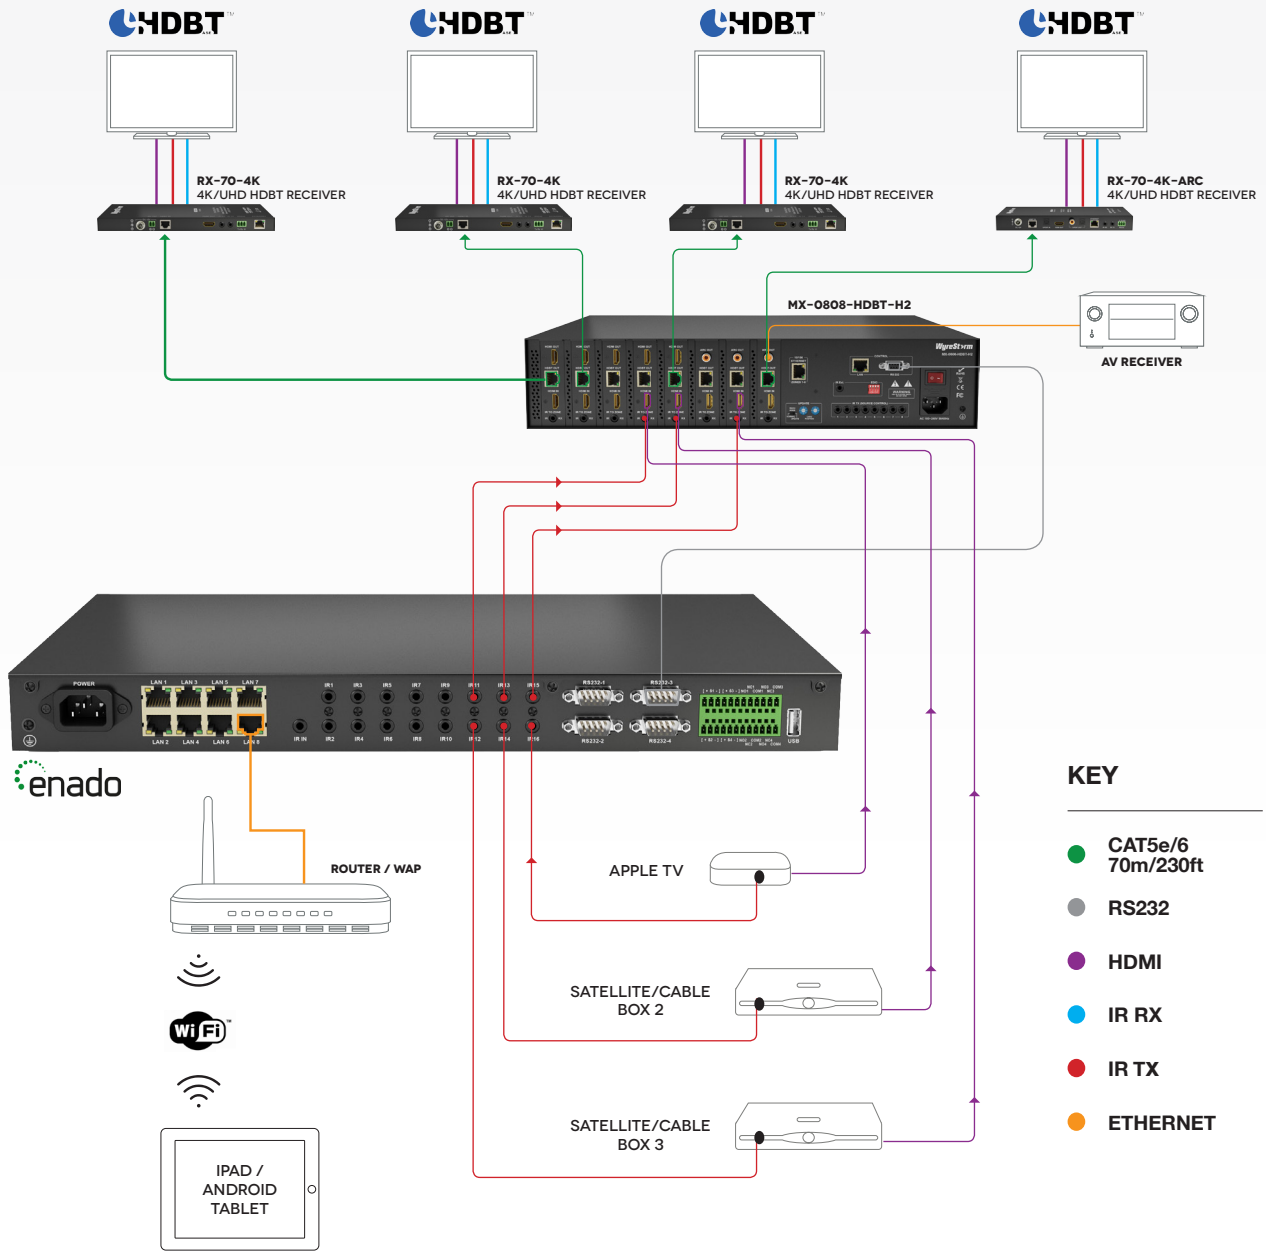 HDBT HDBT HDBT HDBT
RX-70-4K
4K/UHD HDBT RECEIVER
RX-70-4K
4K/UHD HDBT RECEIVER
RX-70-4K
4K/UHD HDBT RECEIVER
RX-70-4K-ARC
4K/UHD HDBT RECEIVER
MX-0808-HDBT-H2
AV RECEIVER
WyreStorm
POWER
LAN 1 LAN 3 LAN 5 LAN 7
LAN 2 LAN 4 LAN 6 LAN 8
IR1 IR3 IR5 IR7 IR9 IR11 IR13 IR15
IR IN IR2 IR4 IR6 IR8 IR10 IR12 IR14 IR16
RS232-1 RS232-3
RS232-2 RS232-4
USB
enado
ROUTER / WAP
APPLE TV
SATELLITE/CABLE
BOX 2
SATELLITE/CABLE
BOX 3
WiFi
IPAD /
ANDROID
TABLET
KEY
CAT5e/6
70m/230ft
RS232
HDMI
IR RX
IR TX
ETHERNET